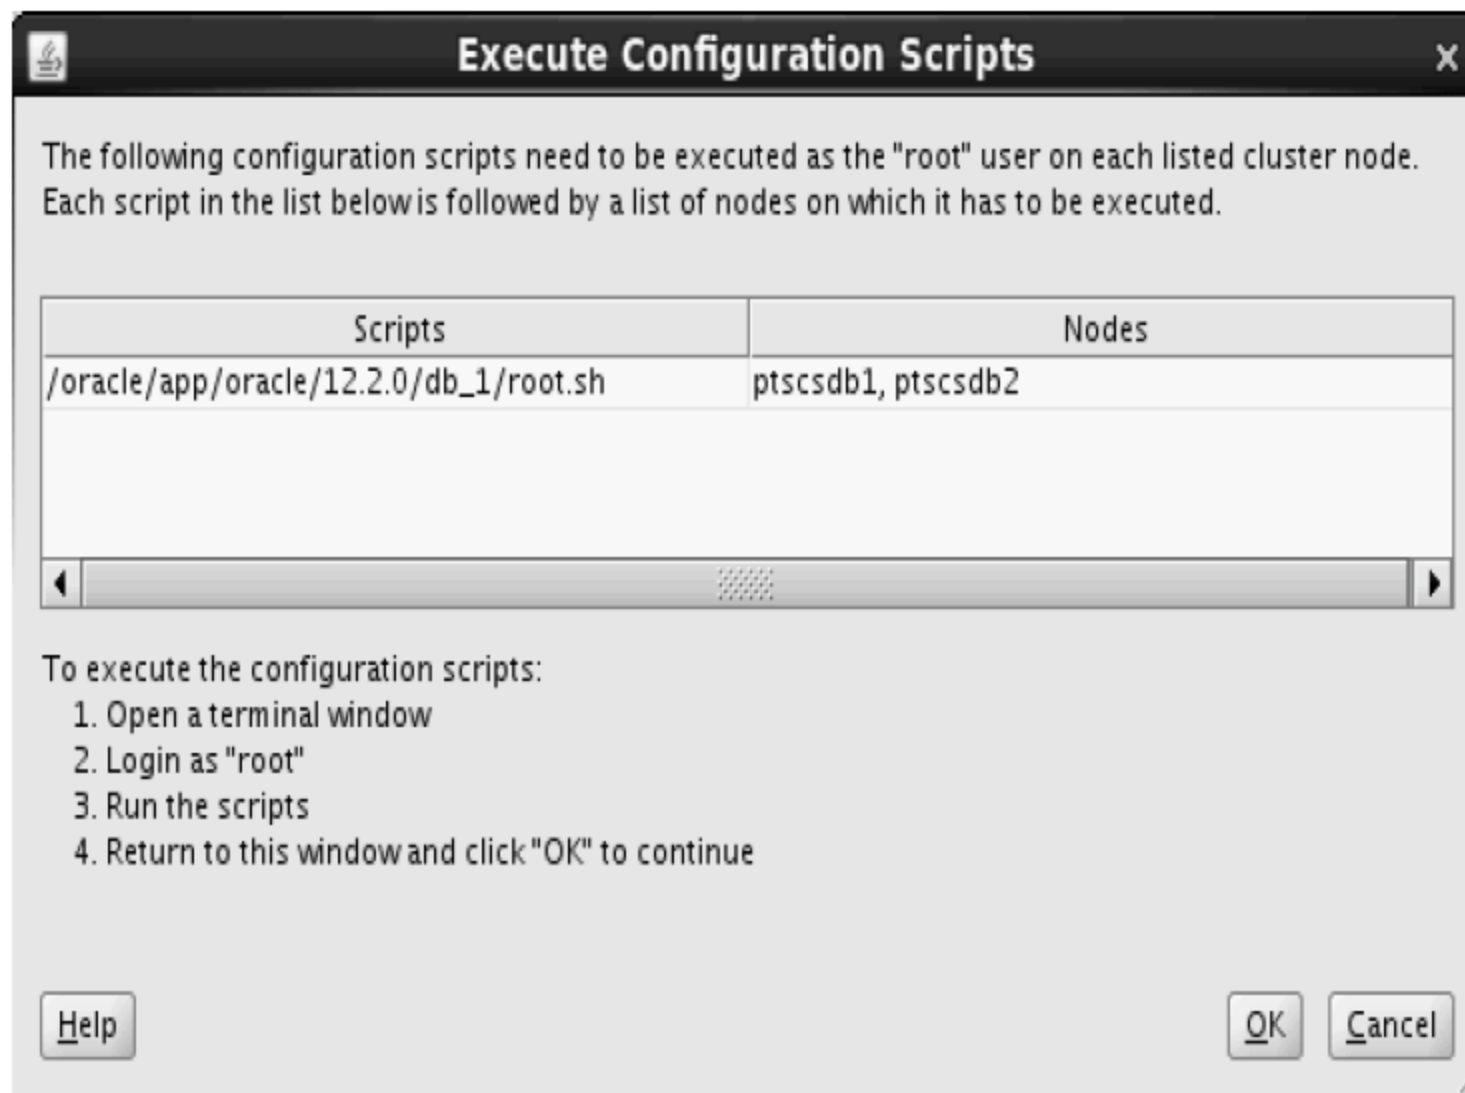 Execute Configuration Scripts
The following configuration scripts need to be executed as the "root" user on each listed cluster node.
Each script in the list below is followed by a list of nodes on which it has to be executed.
Scripts Nodes
/oracle/app/oracle/12.2.0/db_1/root.sh ptscsdb1, ptscsdb2
To execute the configuration scripts:
1. Open a terminal window
2. Login as "root"
3. Run the scripts
4. Return to this window and click "OK" to continue
Help OK Cancel